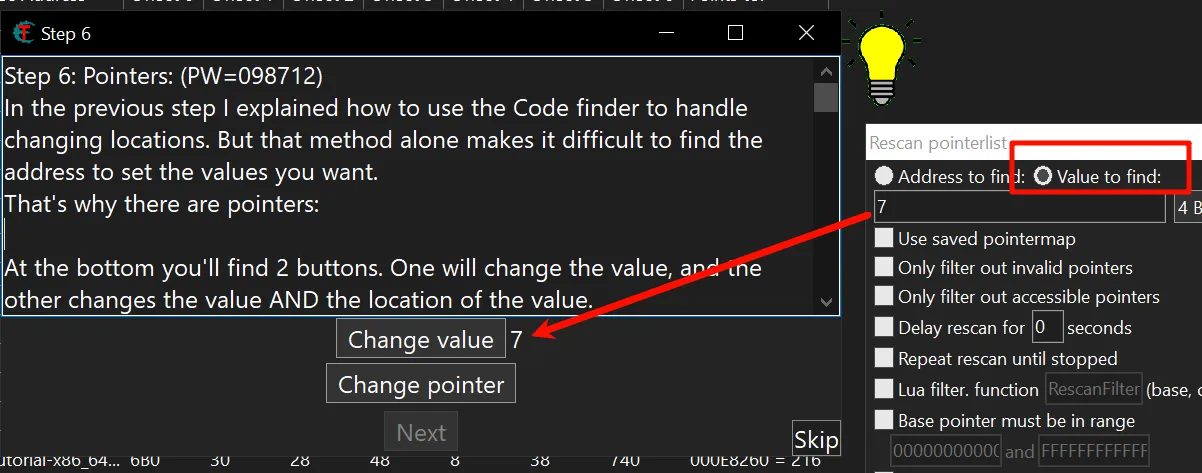 Step 6
Step 6: Pointers: (PW=098712)
In the previous step I explained how to use the Code finder to handle
changing locations. But that method alone makes it difficult to find the
address to set the values you want.
That's why there are pointers:
At the bottom you'll find 2 buttons. One will change the value, and the
other changes the value AND the location of the value.
Change value 7
Change pointer
Next
Skip
Rescan pointerlist
Address to find: Value to find:
7 4 B
Use saved pointermap
Only filter out invalid pointers
Only filter out accessible pointers
Delay rescan for 0 seconds
Repeat rescan until stopped
Lua filter. function RescanFilter (base, o
Base pointer must be in range
00000000000 and FFFFFFFFFFFFF
utorial-x86_64... 6B0 30 28 48 8 38 740 000E8260 = 216